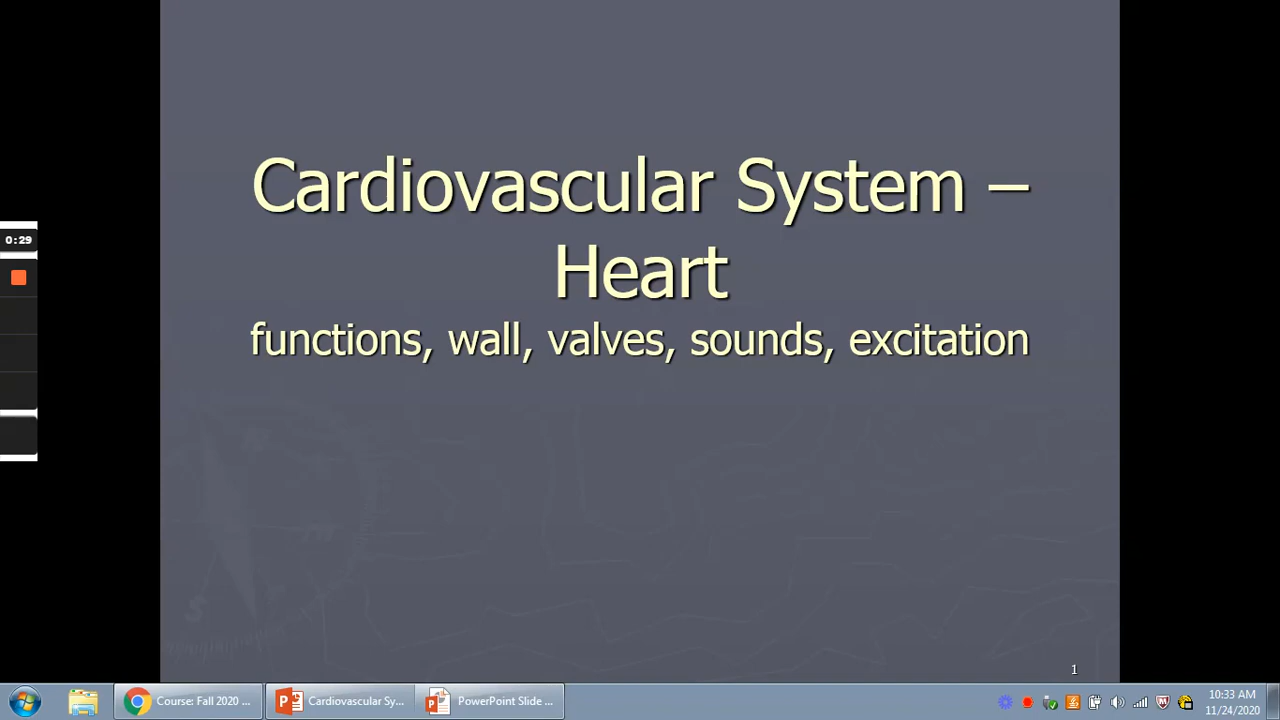 Cardiovascular System –
Heart
functions, wall, valves, sounds, excitation
0:29
1
Course: Fall 2020 ...
Cardiovascular Sy...
PowerPoint Slide ...
10:33 AM
11/24/2020